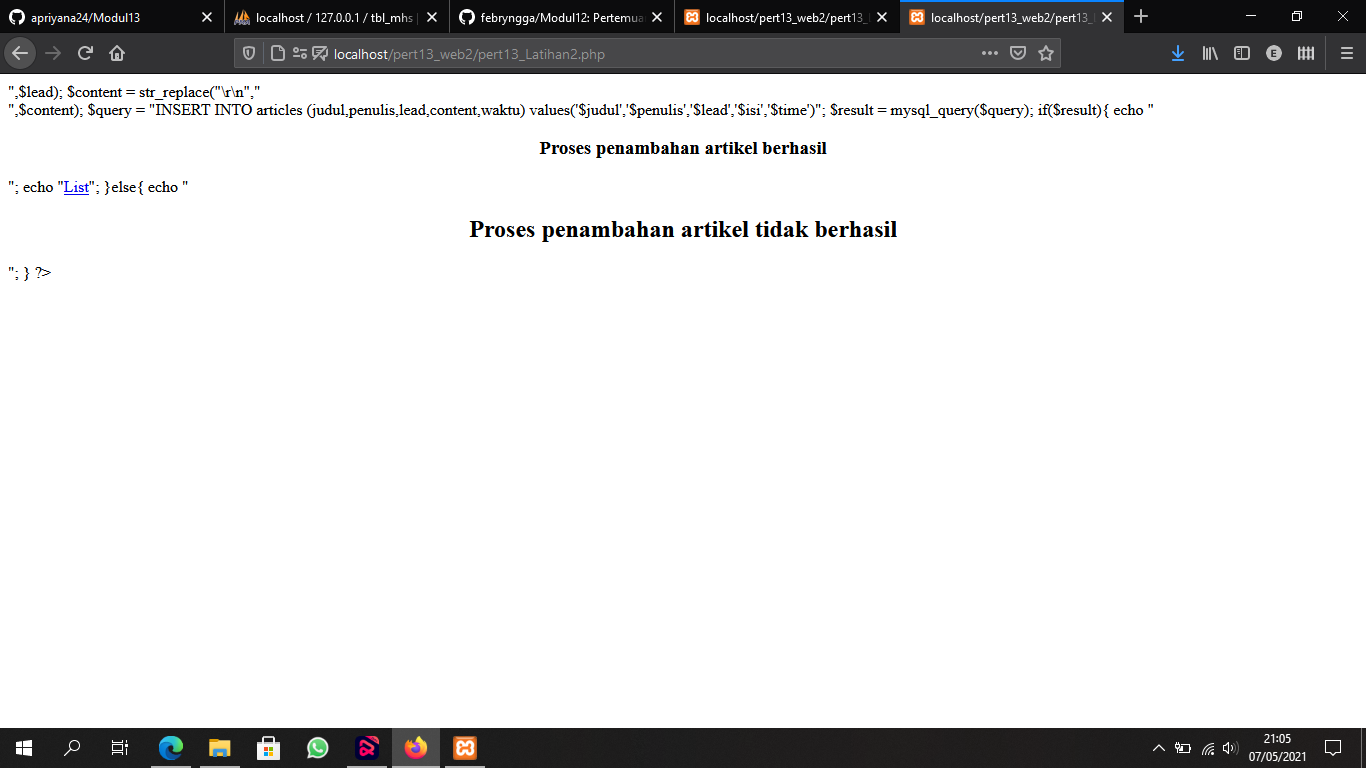 apriyana24/Modul13
localhost / 127.0.0.1 / tbl_mhs |
febryngga/Modul12: Pertemua
localhost/pert13_web2/pert13_l
localhost/pert13_web2/pert13_l
localhost/pert13_web2/pert13_Latihan2.php
",$lead); $content = str_replace("\r\n","
",$content); $query = "INSERT INTO articles (judul,penulis,lead,content,waktu) values('$judul','$penulis','$lead','$isi','$time')"; $result = mysql_query($query); if($result){ echo "
Proses penambahan artikel berhasil
"; echo "List"; }else{ echo "
Proses penambahan artikel tidak berhasil
"; } ?>
21:05
07/05/2021